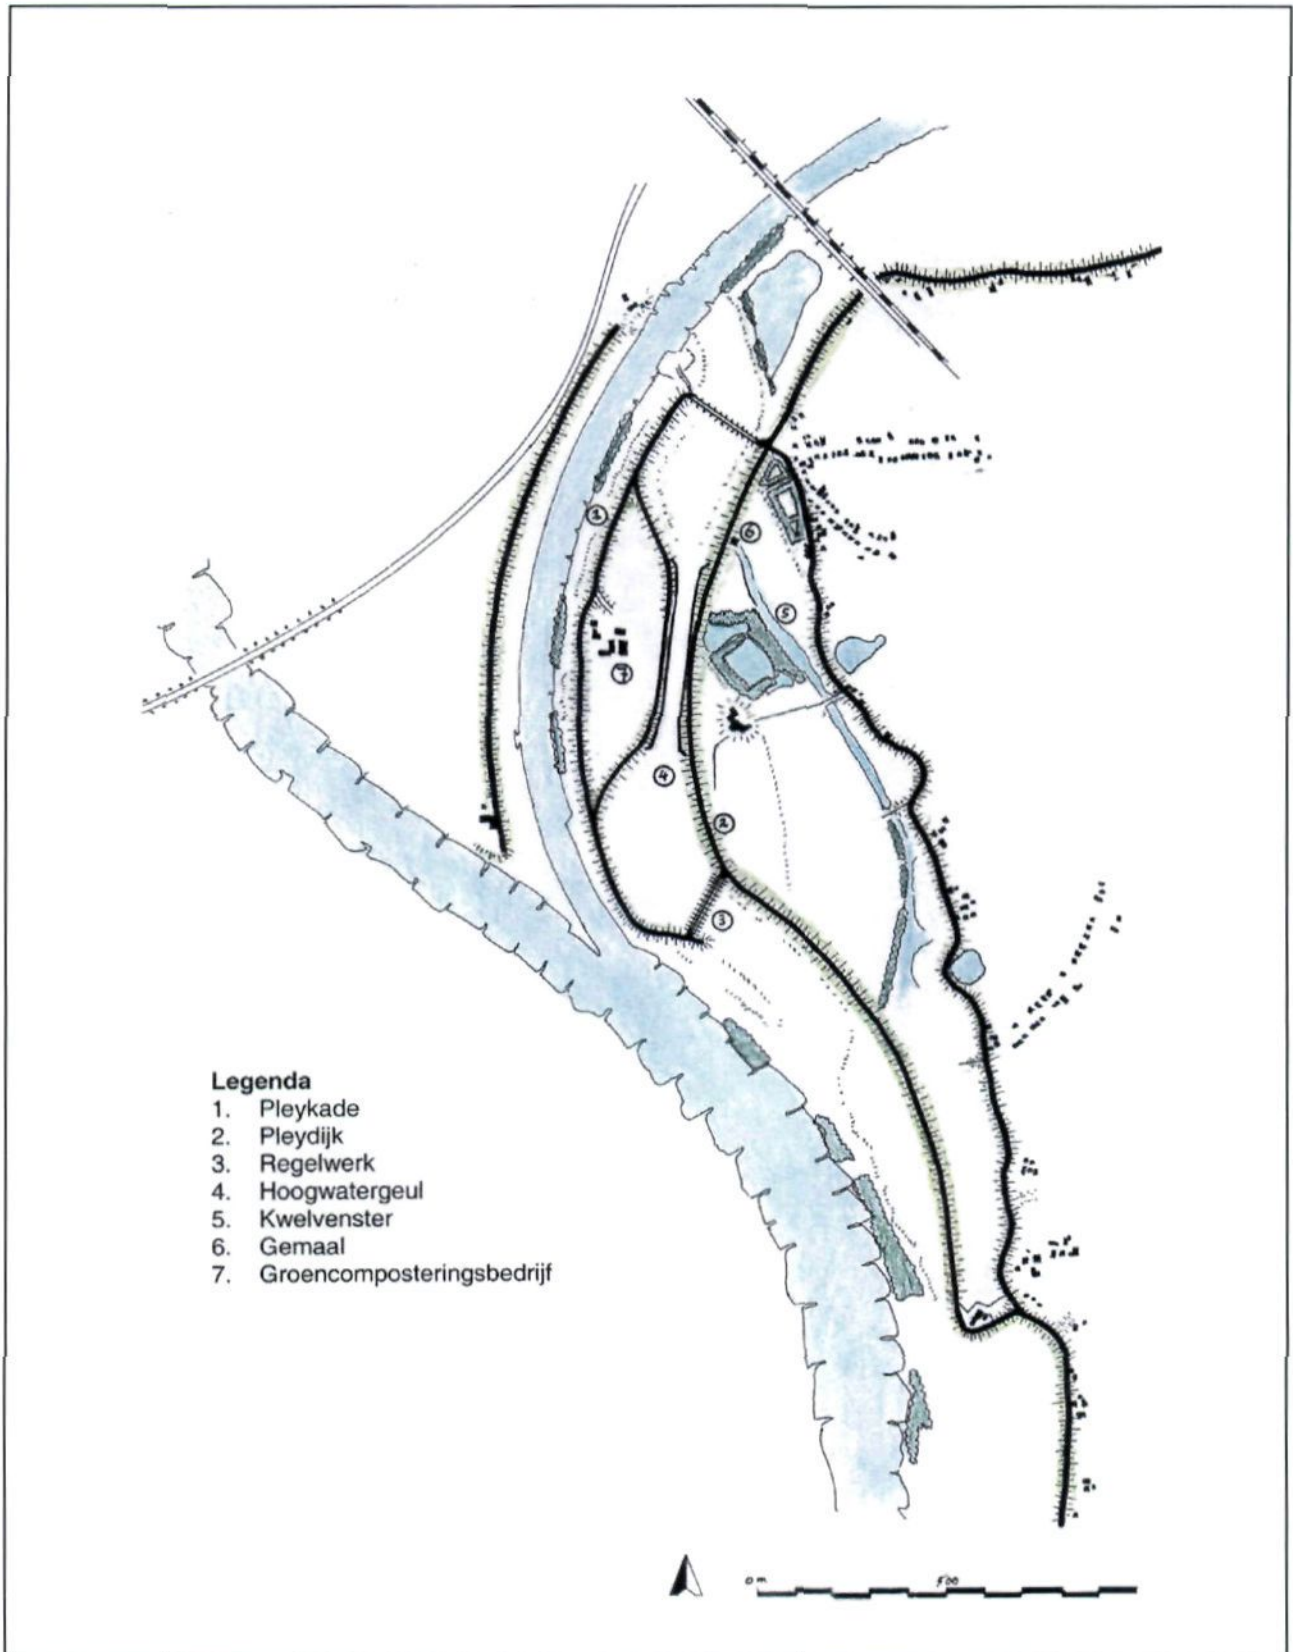 1
6
5
7
4
2
3
Legenda
1. Pleykade
2. Pleydijk
3. Regelwerk
4. Hoogwatergeul
5. Kwelvenster
6. Gemaal
7. Groencomposteringsbedrijf
0 m. 500